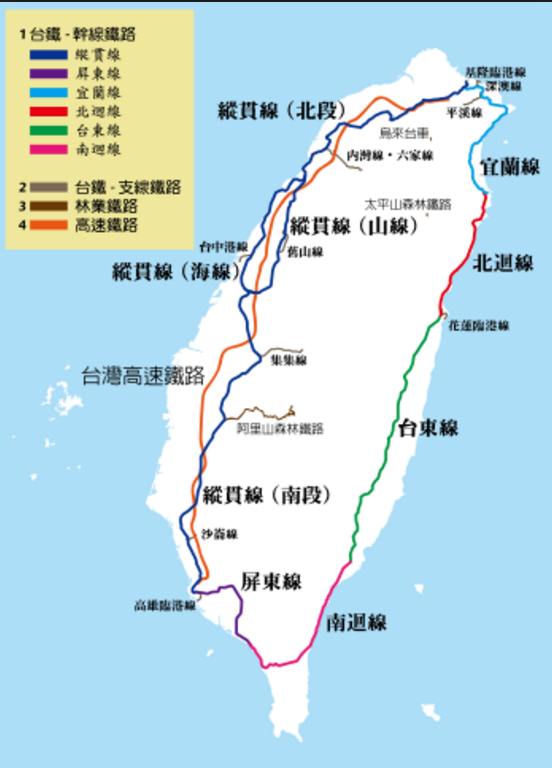 1 台鐵 - 幹線鐵路
縱貫線
屏東線
宜蘭線
北迴線
台東線
南迴線
2 台鐵 - 支線鐵路
3 林業鐵路
4 高速鐵路
基隆臨港線
深澳線
縱貫線（北段）
平溪線
烏來台車
內灣線・六家線
宜蘭線
太平山森林鐵路
縱貫線（山線）
台中港線
舊山線
北迴線
縱貫線（海線）
花蓮臨港線
集集線
台灣高速鐵路
阿里山森林鐵路
台東線
縱貫線（南段）
沙崙線
屏東線
高雄臨港線
南迴線